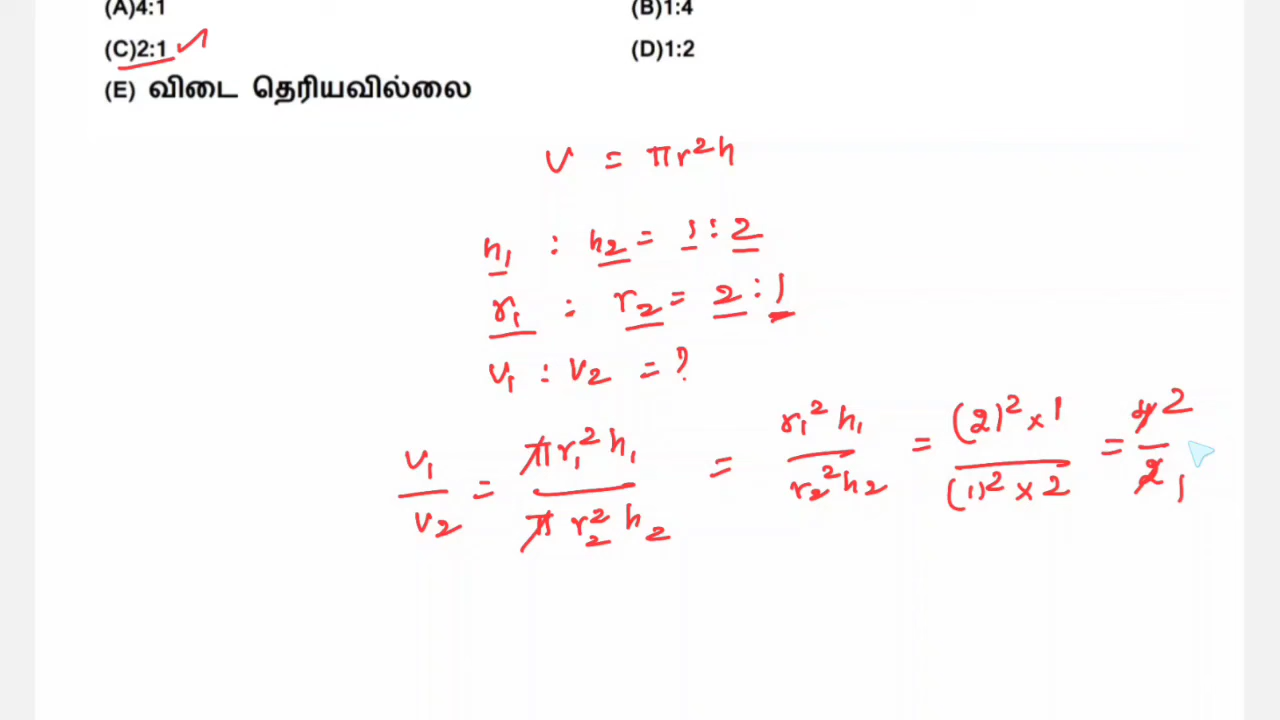 (A)4:1 (B)1:4
(C)2:1 ✓ (D)1:2
(E) விடை தெரியவில்லை
V = πr²h
h₁ : h₂ = 1 : 2
r₁ : r₂ = 2 : 1
V₁ : V₂ = ?
V₁/V₂ = πr₁²h₁/πr₂²h₂ = r₁²h₁/r₂²h₂ = (2)²×1/(1)²×2 = 4/2 2/1